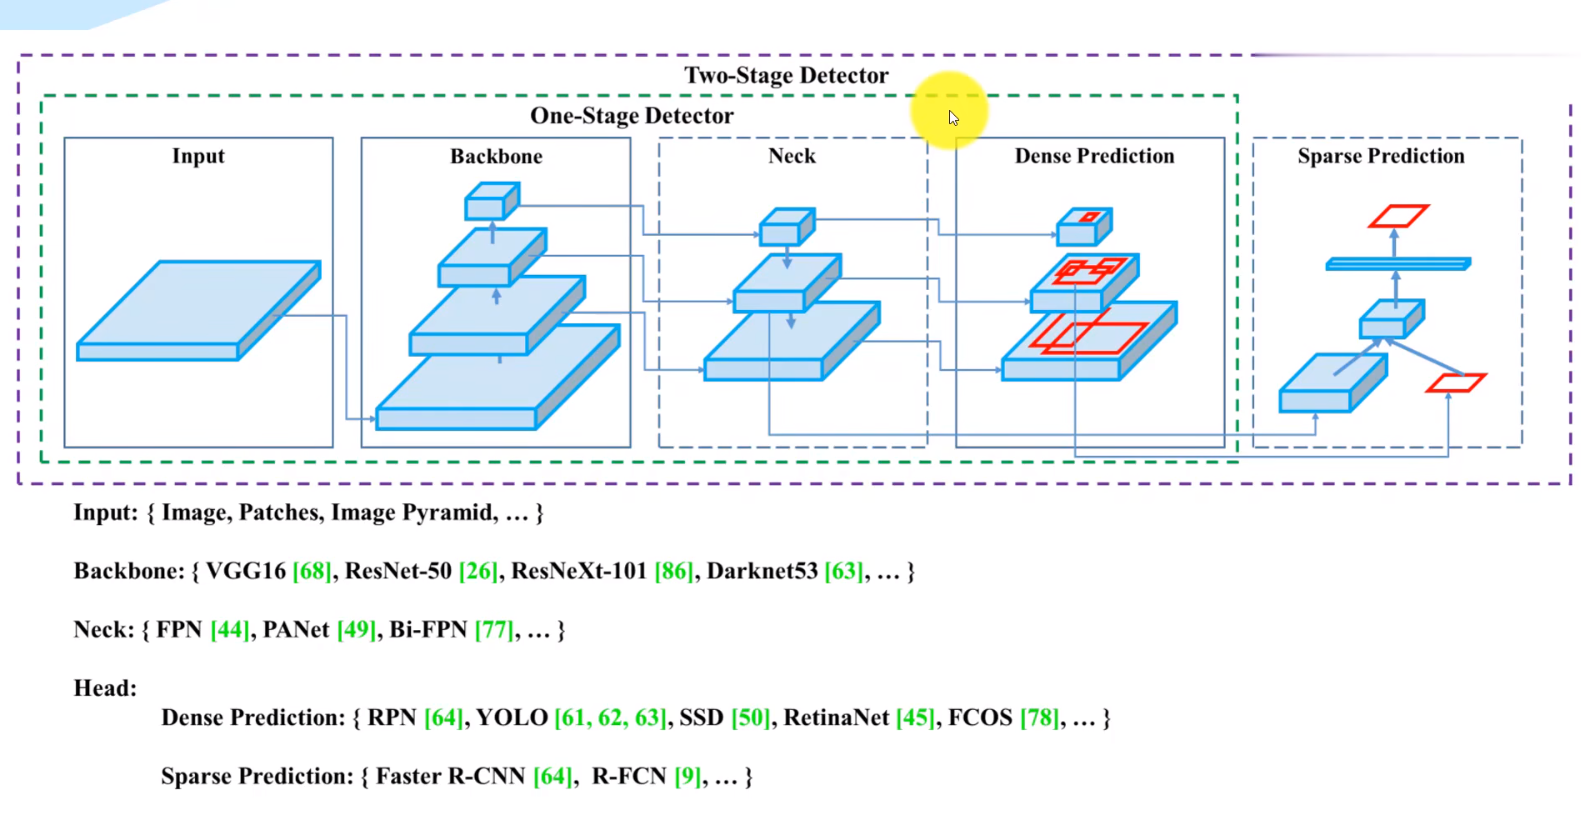 Two-Stage Detector
One-Stage Detector
Input
Backbone
Neck
Dense Prediction
Sparse Prediction
Input: { Image, Patches, Image Pyramid, … }
Backbone: { VGG16 [68], ResNet-50 [26], ResNeXt-101 [86], Darknet53 [63], … }
Neck: { FPN [44], PANet [49], Bi-FPN [77], … }
Head:
Dense Prediction: { RPN [64], YOLO [61, 62, 63], SSD [50], RetinaNet [45], FCOS [78], … }
Sparse Prediction: { Faster R-CNN [64], R-FCN [9], … }